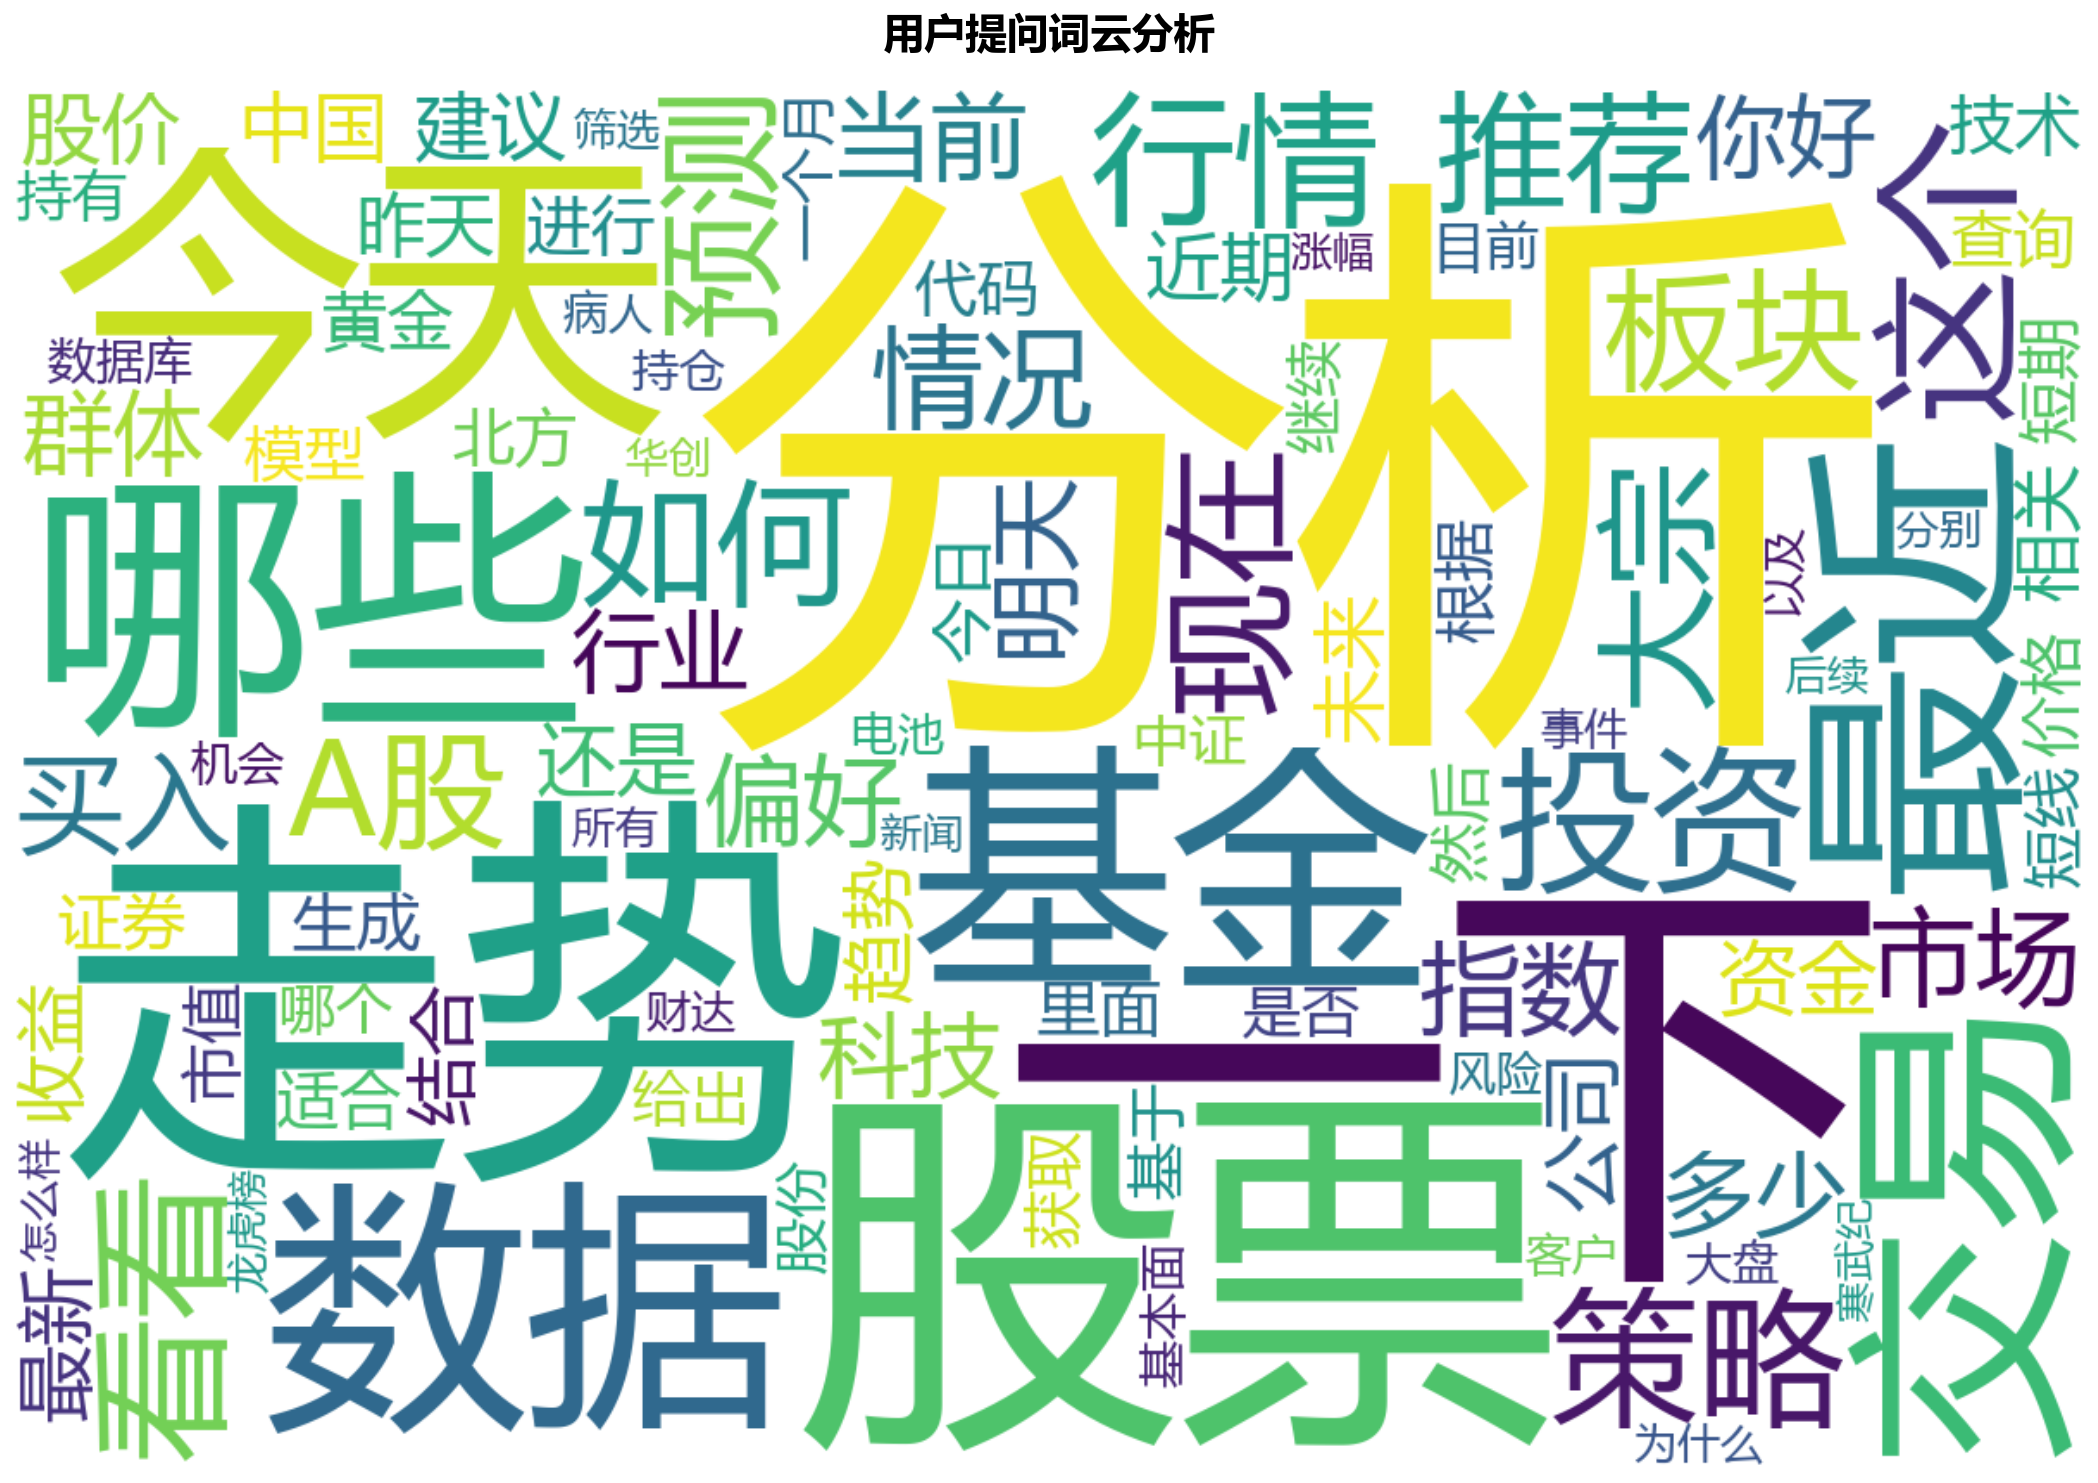 用户提问词云分析
股价
中国
建议
筛选
预测
一个月
当前
行情
推荐
你好
这个
技术
持有
今天
昨天
进行
分析
近期
涨幅
目前
查询
黄金
病人
代码
板块
数据库
持仓
情况
继续
短期
群体
模型
北方
华创
哪些
如何
明天
现在
根据
大宗
最近
分别
相关
今日
行业
未来
以及
后续
价格
买入
机会
A股
还是
偏好
电池
中证
事件
所有
新闻
基金
然后
投资
短线
走势
证券
生成
趋势
一下
指数
资金
市场
收益
市值
哪个
结合
财达
科技
里面
是否
适合
给出
风险
公司
交易
怎么样
看看
龙虎榜
数据
股份
股票
获取
基于
多少
最新
基本面
客户
大盘
寒武纪
策略
为什么